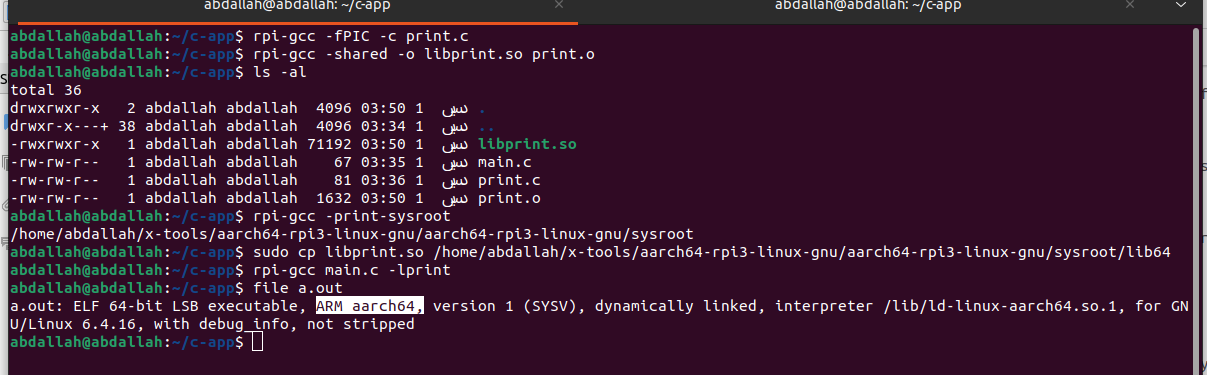 abdallah@abdallah: ~/c-app × abdallah@abdallah: ~/c-app ×
abdallah@abdallah:~/c-app$ rpi-gcc -fPIC -c print.c
abdallah@abdallah:~/c-app$ rpi-gcc -shared -o libprint.so print.o
abdallah@abdallah:~/c-app$ ls -al
total 36
drwxrwxr-x 2 abdallah abdallah 4096 03:50 1 .
drwxr-x---+ 38 abdallah abdallah 4096 03:34 1 ..
-rwxrwxr-x 1 abdallah abdallah 71192 03:50 1 libprint.so
-rw-rw-r-- 1 abdallah abdallah 67 03:35 1 main.c
-rw-rw-r-- 1 abdallah abdallah 81 03:36 1 print.c
-rw-rw-r-- 1 abdallah abdallah 1632 03:50 1 print.o
abdallah@abdallah:~/c-app$ rpi-gcc -print-sysroot
/home/abdallah/x-tools/aarch64-rpi3-linux-gnu/aarch64-rpi3-linux-gnu/sysroot
abdallah@abdallah:~/c-app$ sudo cp libprint.so /home/abdallah/x-tools/aarch64-rpi3-linux-gnu/aarch64-rpi3-linux-gnu/sysroot/lib64
abdallah@abdallah:~/c-app$ rpi-gcc main.c -lprint
abdallah@abdallah:~/c-app$ file a.out
a.out: ELF 64-bit LSB executable, ARM aarch64, version 1 (SYSV), dynamically linked, interpreter /lib/ld-linux-aarch64.so.1, for GN
U/Linux 6.4.16, with debug_info, not stripped
abdallah@abdallah:~/c-app$